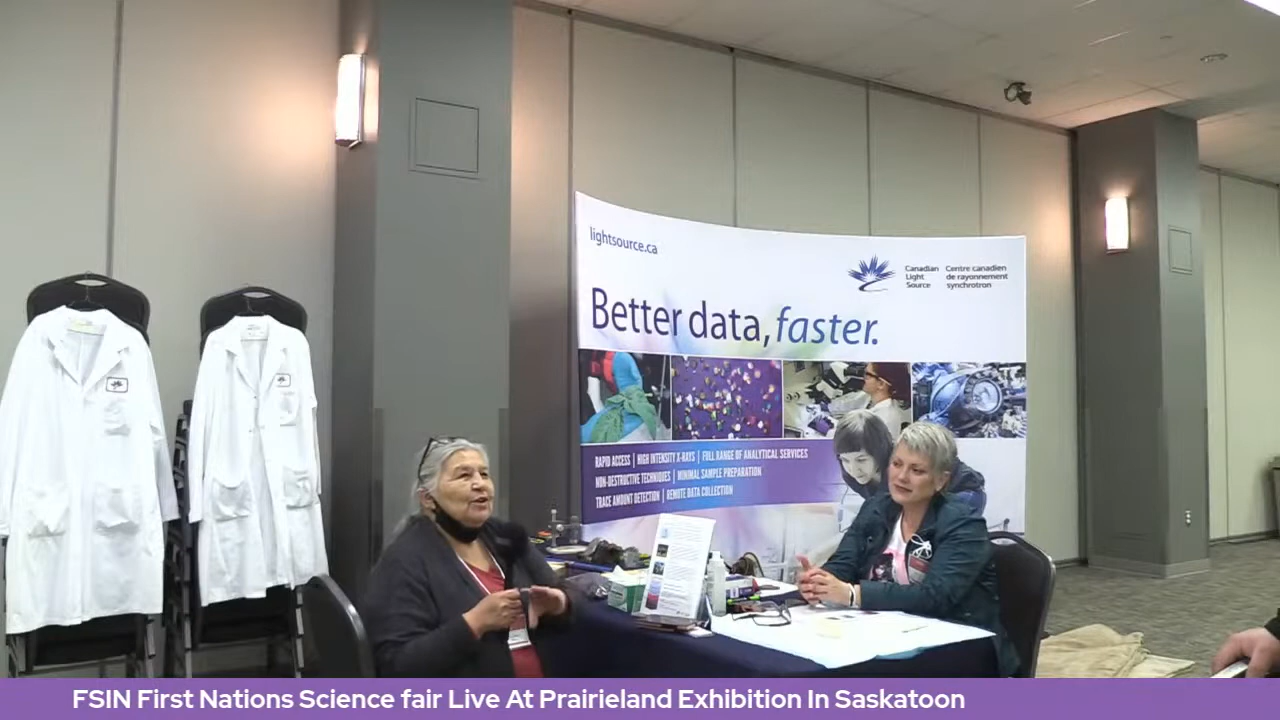 lightsource.ca
Canadian Light Source
Centre canadien de rayonnement synchrotron
Better data, faster.
RAPID ACCESS | HIGH INTENSITY X-RAYS | FULL RANGE OF ANALYTICAL SERVICES
NON-DESTRUCTIVE TECHNIQUES | MINIMAL SAMPLE PREPARATION
TRACE AMOUNT DETECTION | REMOTE DATA COLLECTION
FSIN First Nations Science fair Live At Prairieland Exhibition In Saskatoon